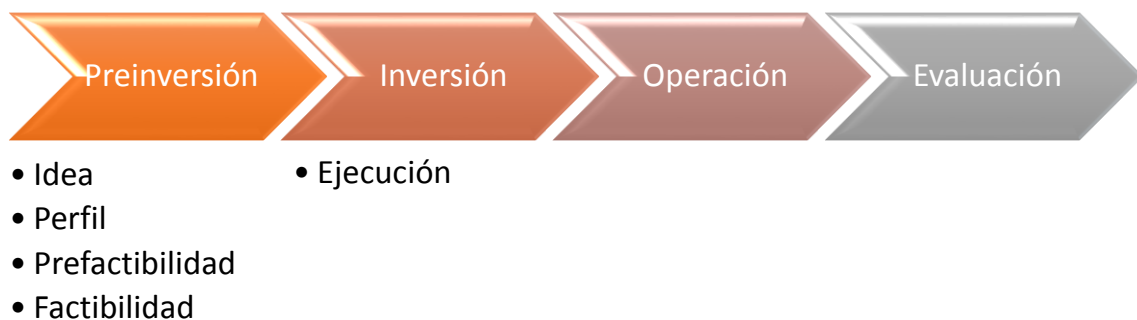 Preinversión
Inversión
Operación
Evaluación
• Idea
• Perfil
• Prefactibilidad
• Factibilidad
• Ejecución